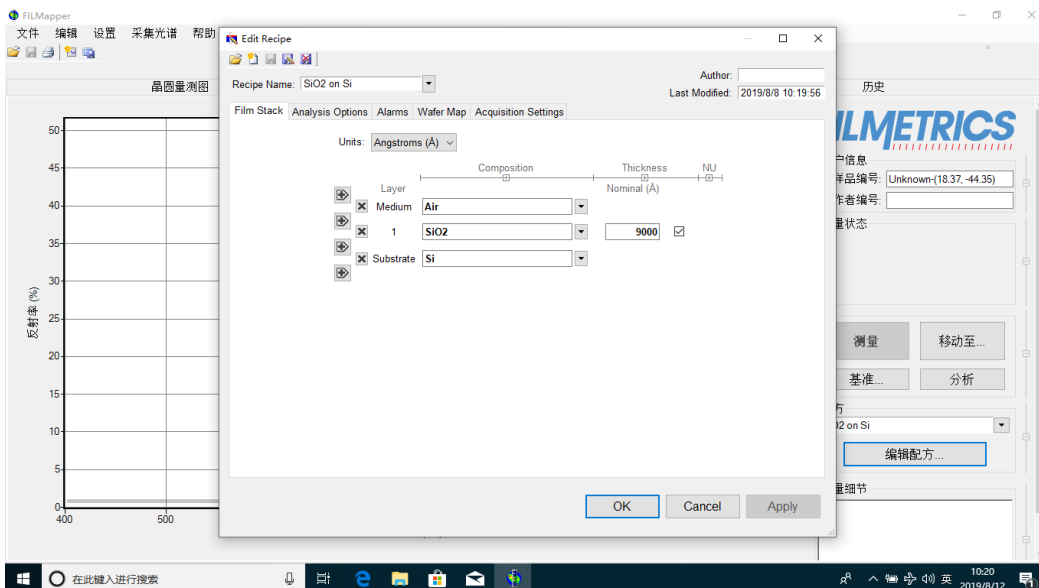 FILMapper
文件 编辑 设置 采集光谱 帮助
晶圆量测图
历史
50
45
40
35
30
25
20
15
10
5
0
反射率 (%)
400 500
Edit Recipe
Recipe Name: SiO2 on Si
Author:
Last Modified: 2019/8/8 10:19:56
Film Stack Analysis Options Alarms Wafer Map Acquisition Settings
Units: Angstroms (Å)
Composition Thickness NU
Layer Nominal (Å)
Medium Air
1 SiO2 9000
Substrate Si
OK Cancel Apply
ILMETRICS
户信息
样品编号: Unknown-(18.37, -44.35)
作者编号:
量状态
测量 移动至...
基准... 分析
方
O2 on Si
编辑配方...
量细节
在此键入进行搜索
英
10:20
2019/8/12